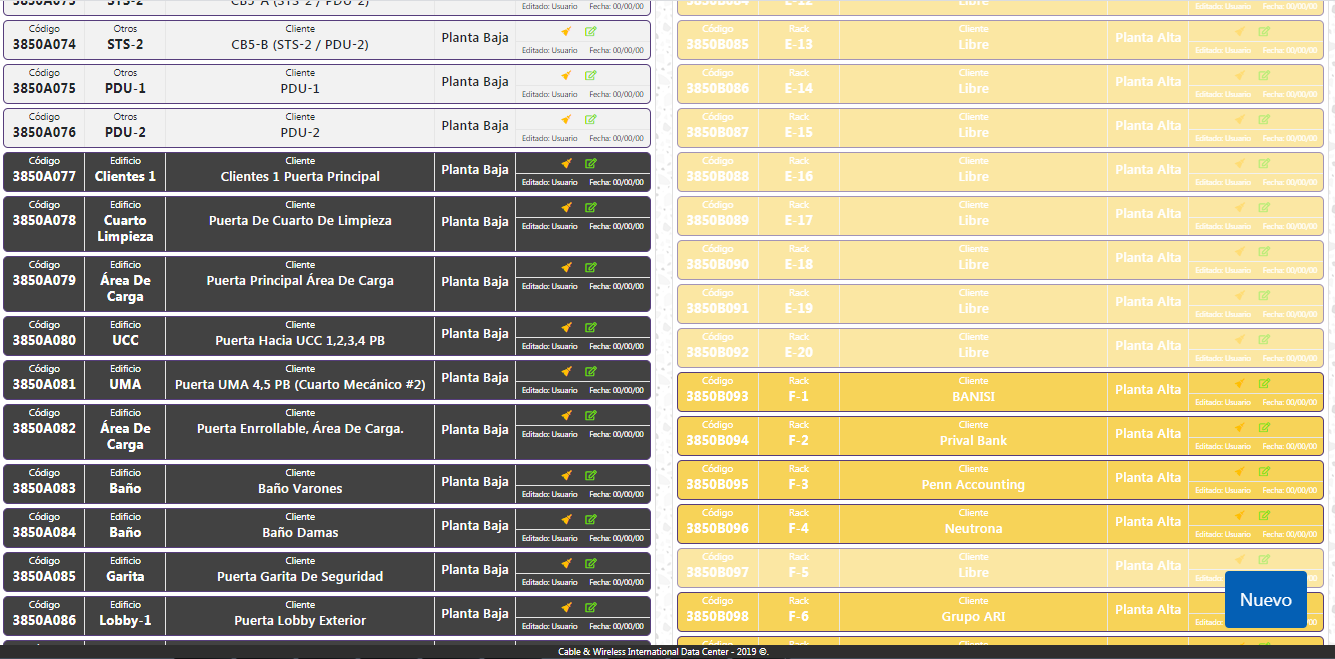 3850A073 STS-2 CB5-A (STS-2 / PDU-2)
Editado: Usuario Fecha: 00/00/00
Código Otros Cliente
3850A074 STS-2 CB5-B (STS-2 / PDU-2) Planta Baja
Editado: Usuario Fecha: 00/00/00
Código Otros Cliente
3850A075 PDU-1 PDU-1 Planta Baja
Editado: Usuario Fecha: 00/00/00
Código Otros Cliente
3850A076 PDU-2 PDU-2 Planta Baja
Editado: Usuario Fecha: 00/00/00
Código Edificio Cliente
3850A077 Clientes 1 Clientes 1 Puerta Principal Planta Baja
Editado: Usuario Fecha: 00/00/00
Código Edificio Cliente
3850A078 Cuarto Puerta De Cuarto De Limpieza Planta Baja
Limpieza
Editado: Usuario Fecha: 00/00/00
Código Edificio Cliente
3850A079 Área De Puerta Principal Área De Carga Planta Baja
Carga
Editado: Usuario Fecha: 00/00/00
Código Edificio Cliente
3850A080 UCC Puerta Hacia UCC 1,2,3,4 PB Planta Baja
Editado: Usuario Fecha: 00/00/00
Código Edificio Cliente
3850A081 UMA Puerta UMA 4,5 PB (Cuarto Mecánico #2) Planta Baja
Editado: Usuario Fecha: 00/00/00
Código Edificio Cliente
3850A082 Área De Puerta Enrrollable, Área De Carga. Planta Baja
Carga
Editado: Usuario Fecha: 00/00/00
Código Edificio Cliente
3850A083 Baño Baño Varones Planta Baja
Editado: Usuario Fecha: 00/00/00
Código Edificio Cliente
3850A084 Baño Baño Damas Planta Baja
Editado: Usuario Fecha: 00/00/00
Código Edificio Cliente
3850A085 Garita Puerta Garita De Seguridad Planta Baja
Editado: Usuario Fecha: 00/00/00
Código Edificio Cliente
3850A086 Lobby-1 Puerta Lobby Exterior Planta Baja
Editado: Usuario Fecha: 00/00/00
Código Edificio Cliente
3850B084 E-12 Libre
Editado: Usuario Fecha: 00/00/00
Código Rack Cliente
3850B085 E-13 Libre Planta Alta
Editado: Usuario Fecha: 00/00/00
Código Rack Cliente
3850B086 E-14 Libre Planta Alta
Editado: Usuario Fecha: 00/00/00
Código Rack Cliente
3850B087 E-15 Libre Planta Alta
Editado: Usuario Fecha: 00/00/00
Código Rack Cliente
3850B088 E-16 Libre Planta Alta
Editado: Usuario Fecha: 00/00/00
Código Rack Cliente
3850B089 E-17 Libre Planta Alta
Editado: Usuario Fecha: 00/00/00
Código Rack Cliente
3850B090 E-18 Libre Planta Alta
Editado: Usuario Fecha: 00/00/00
Código Rack Cliente
3850B091 E-19 Libre Planta Alta
Editado: Usuario Fecha: 00/00/00
Código Rack Cliente
3850B092 E-20 Libre Planta Alta
Editado: Usuario Fecha: 00/00/00
Código Rack Cliente
3850B093 F-1 BANISI Planta Alta
Editado: Usuario Fecha: 00/00/00
Código Rack Cliente
3850B094 F-2 Prival Bank Planta Alta
Editado: Usuario Fecha: 00/00/00
Código Rack Cliente
3850B095 F-3 Penn Accounting Planta Alta
Editado: Usuario Fecha: 00/00/00
Código Rack Cliente
3850B096 F-4 Neutrona Planta Alta
Editado: Usuario Fecha: 00/00/00
Código Rack Cliente
3850B097 F-5 Libre Planta Alta
Código Rack Cliente
3850B098 F-6 Grupo ARI Planta Alta
Nuevo
Código Rack Cliente
Cable & Wireless International Data Center - 2019 ©.